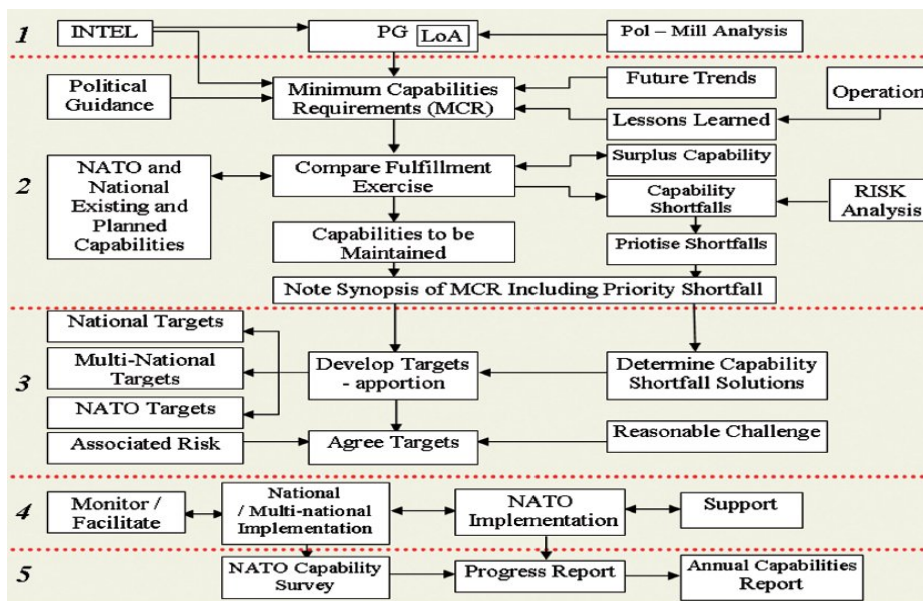 1
INTEL
PG
LoA
Pol – Mill Analysis
2
Political
Guidance
Minimum Capabilities
Requirements (MCR)
Future Trends
Lessons Learned
Operation
NATO and
National
Existing and
Planned
Capabilities
Compare Fulfillment
Exercise
Surplus Capability
Capability
Shortfalls
RISK
Analysis
Capabilities to be
Maintained
Priotise Shortfalls
Note Synopsis of MCR Including Priority Shortfall
3
National Targets
Multi-National
Targets
NATO Targets
Associated Risk
Develop Targets
- apportion
Determine Capability
Shortfall Solutions
Agree Targets
Reasonable Challenge
4
Monitor /
Facilitate
National
/ Multi-national
Implementation
NATO
Implementation
Support
5
NATO Capability
Survey
Progress Report
Annual Capabilities
Report